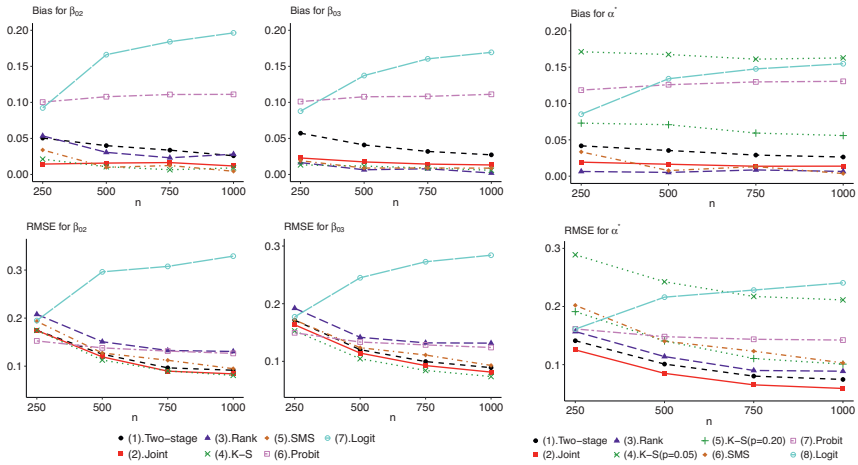 Bias for β02
0.20
0.15
0.10
0.05
0.00
250 500 750 1000
n
Bias for β03
0.20
0.15
0.10
0.05
0.00
250 500 750 1000
n
Bias for α*
0.20
0.15
0.10
0.05
0.00
250 500 750 1000
n
RMSE for β02
0.3
0.2
0.1
250 500 750 1000
n
RMSE for β03
0.3
0.2
0.1
250 500 750 1000
n
RMSE for α*
0.3
0.2
0.1
250 500 750 1000
n
(1).Two-stage (3).Rank (5).SMS (7).Logit
(2).Joint (4).K-S (6).Probit
(1).Two-stage (3).Rank (5).K-S(p=0.20) (7).Probit
(2).Joint (4).K-S(p=0.05) (6).SMS (8).Logit